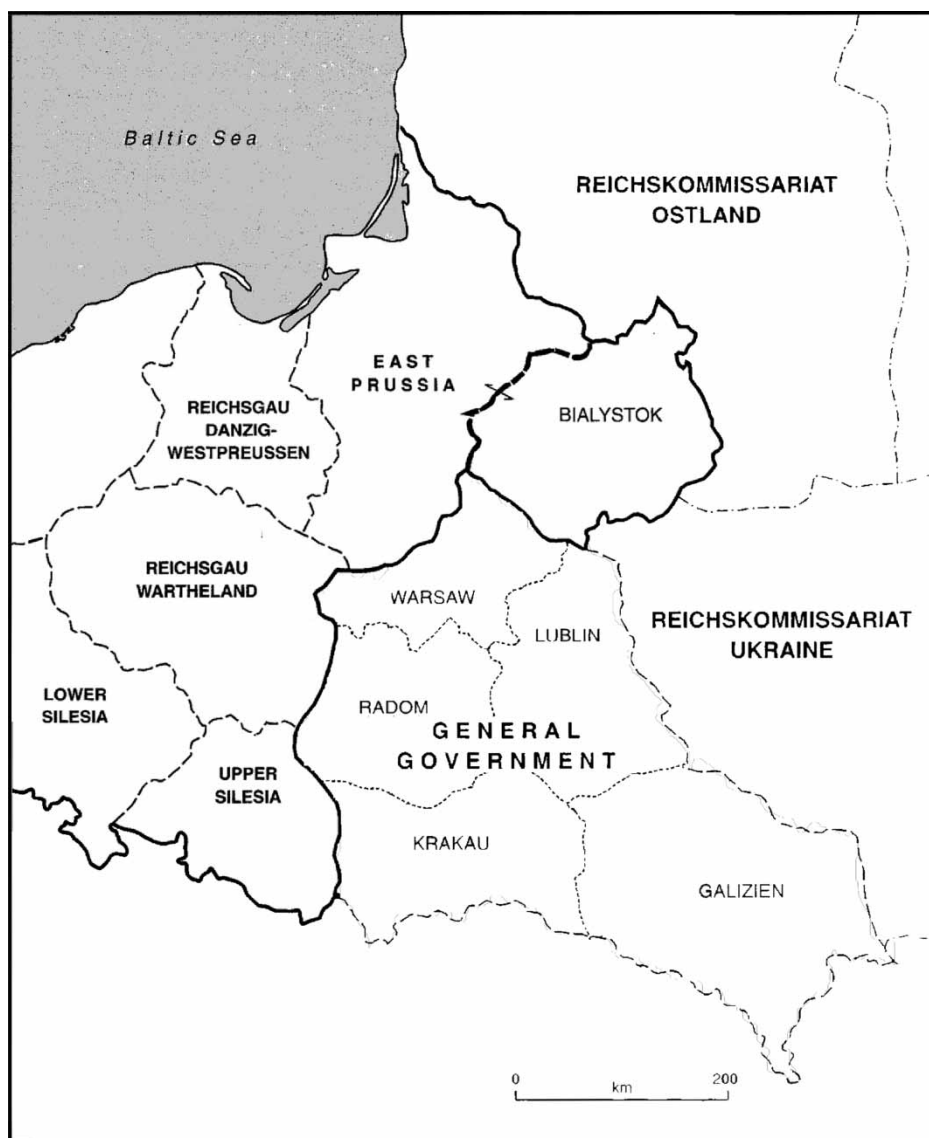 Baltic Sea
REICHSKOMMISSARIAT
OSTLAND
EAST
PRUSSIA
REICHSGAU
DANZIG-
WESTPREUSSEN
BIALYSTOK
REICHSGAU
WARTHELAND
WARSAW
LUBLIN
REICHSKOMMISSARIAT
UKRAINE
LOWER
SILESIA
RADOM
GENERAL
GOVERNMENT
UPPER
SILESIA
KRAKAU
GALIZIEN
0 200
km